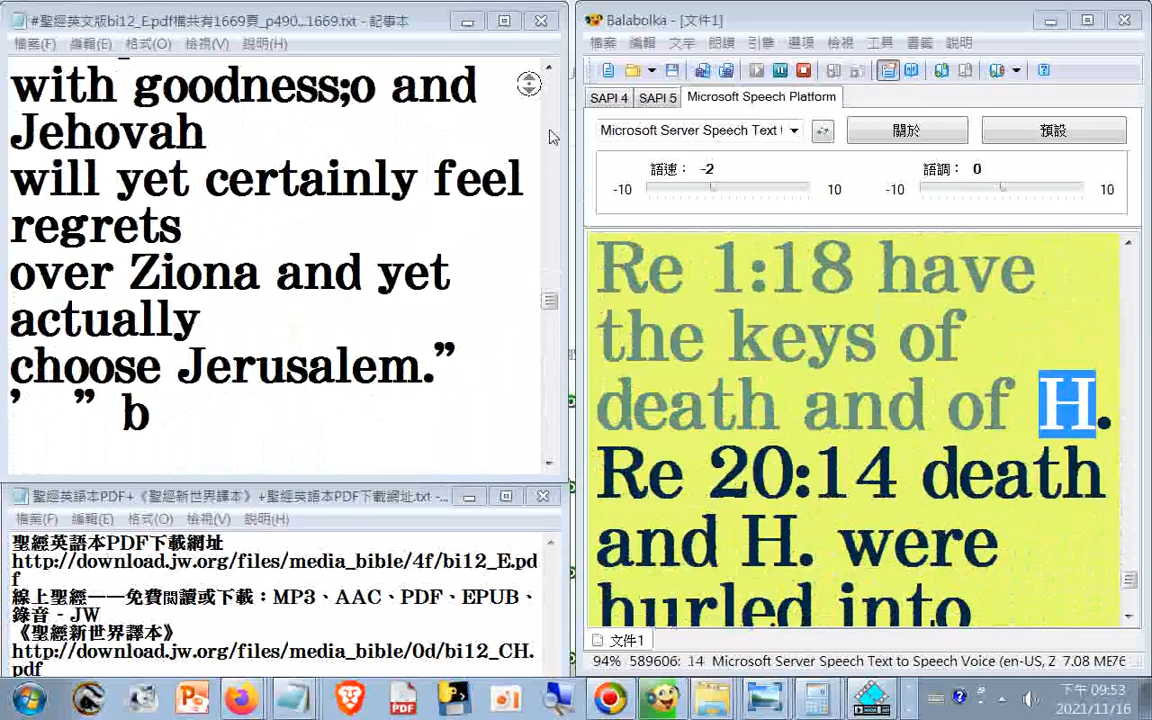 #聖經英文版bi12_E.pdf橫共有1669頁_p490...1669.txt - 記事本
檔案(F) 編輯(E) 格式(O) 檢視(V) 說明(H)
with goodness;o and
Jehovah
will yet certainly feel
regrets
over Ziona and yet
actually
choose Jerusalem.”
’ ” b
聖經英語本PDF+《聖經新世界譯本》+聖經英語本PDF下載網址.txt -...
檔案(F) 編輯(E) 格式(O) 檢視(V) 說明(H)
聖經英語本PDF下載網址
http://download.jw.org/files/media_bible/4f/bi12_E.pd
f
線上聖經——免費閱讀或下載：MP3、AAC、PDF、EPUB、
錄音 - JW
《聖經新世界譯本》
http://download.jw.org/files/media_bible/0d/bi12_CH.
pdf
Balabolka - [文件1]
檔案 編輯 文字 朗讀 引擎 選項 檢視 工具 書籤 說明
SAPI 4 SAPI 5 Microsoft Speech Platform
Microsoft Server Speech Text 關於 預設
語速： -2 語調： 0
-10 10 -10 10
Re 1:18 have
the keys of
death and of H.
Re 20:14 death
and H. were
hurled into
文件1
94% 589606: 14 Microsoft Server Speech Text to Speech Voice (en-US, Z 7.08 ME76
下午 09:53
2021/11/16